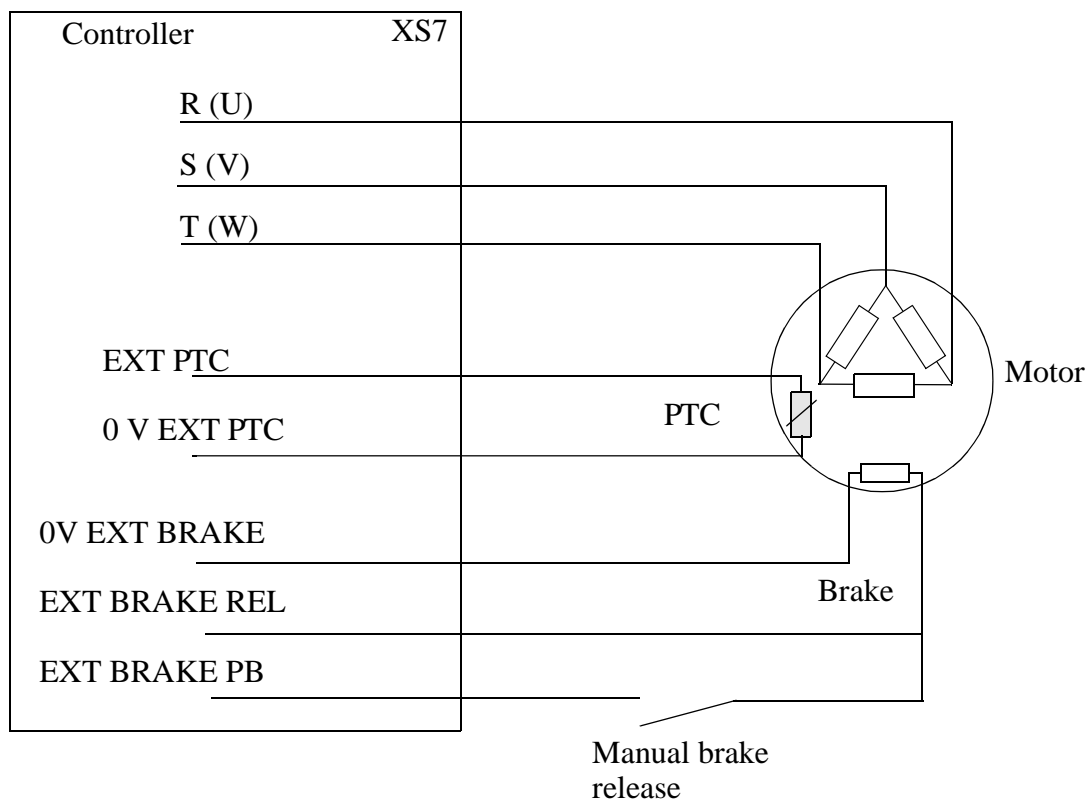 Controller XS7
R (U)
S (V)
T (W)
EXT PTC
Motor
PTC
0 V EXT PTC
0V EXT BRAKE
Brake
EXT BRAKE REL
EXT BRAKE PB
Manual brake
release